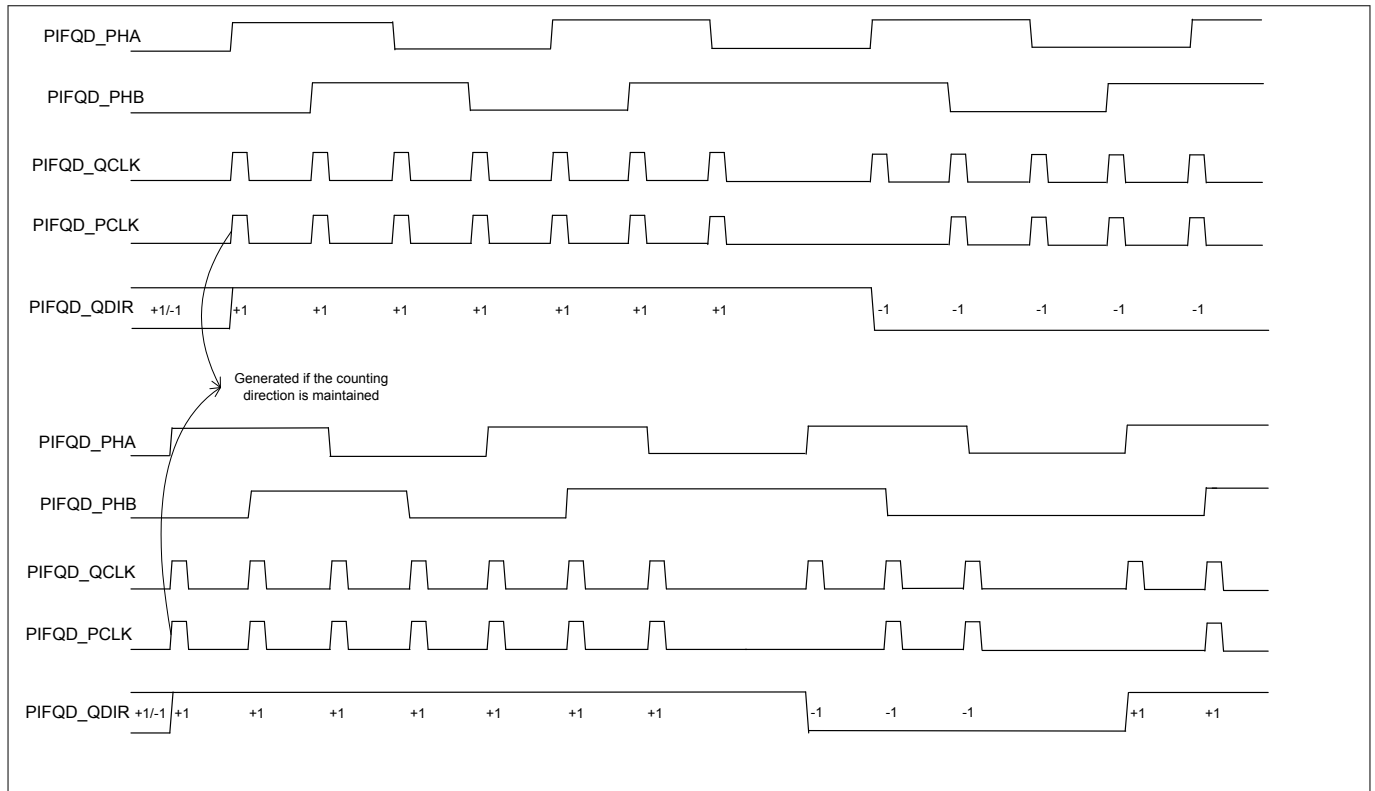 PIFQD_PHA
PIFQD_PHB
PIFQD_QCLK
PIFQD_PCLK
PIFQD_QDIR +1/-1 +1 +1 +1 +1 +1 +1 +1 -1 -1 -1 -1 -1
Generated if the counting
direction is maintained
PIFQD_PHA
PIFQD_PHB
PIFQD_QCLK
PIFQD_PCLK
PIFQD_QDIR +1/-1 +1 +1 +1 +1 +1 +1 +1 -1 -1 -1 +1 +1